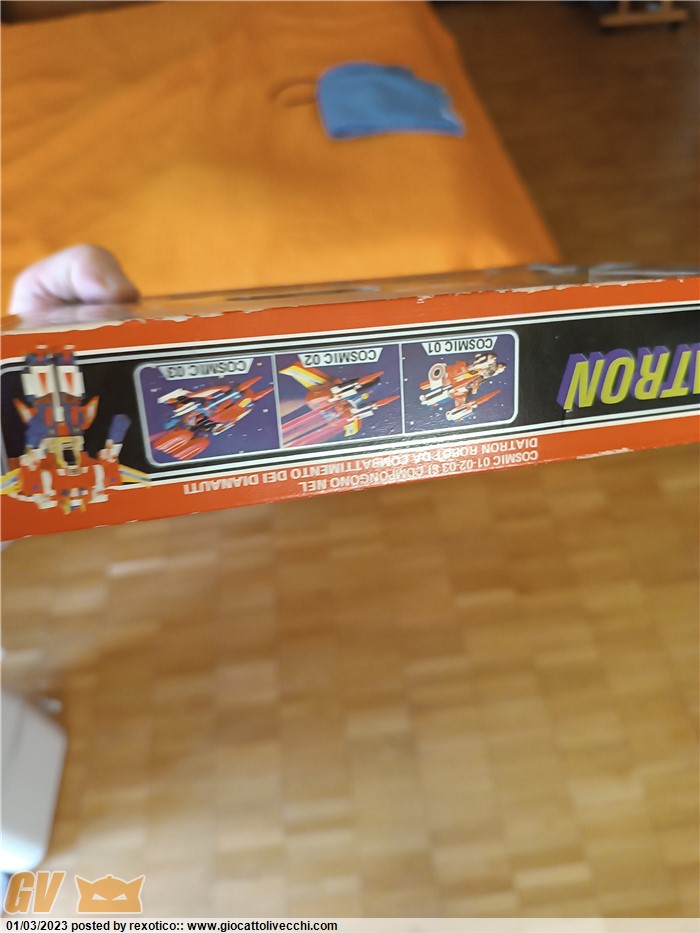 COSMIC 01-02-03 SI COMPONGONO NEL
DIATRON ROBOT DA COMBATTIMENTO DEI DIANAUTI
COSMIC 01
COSMIC 02
COSMIC 03
ATRON
GV
01/03/2023 posted by rexotico:: www.giocattolivecchi.com